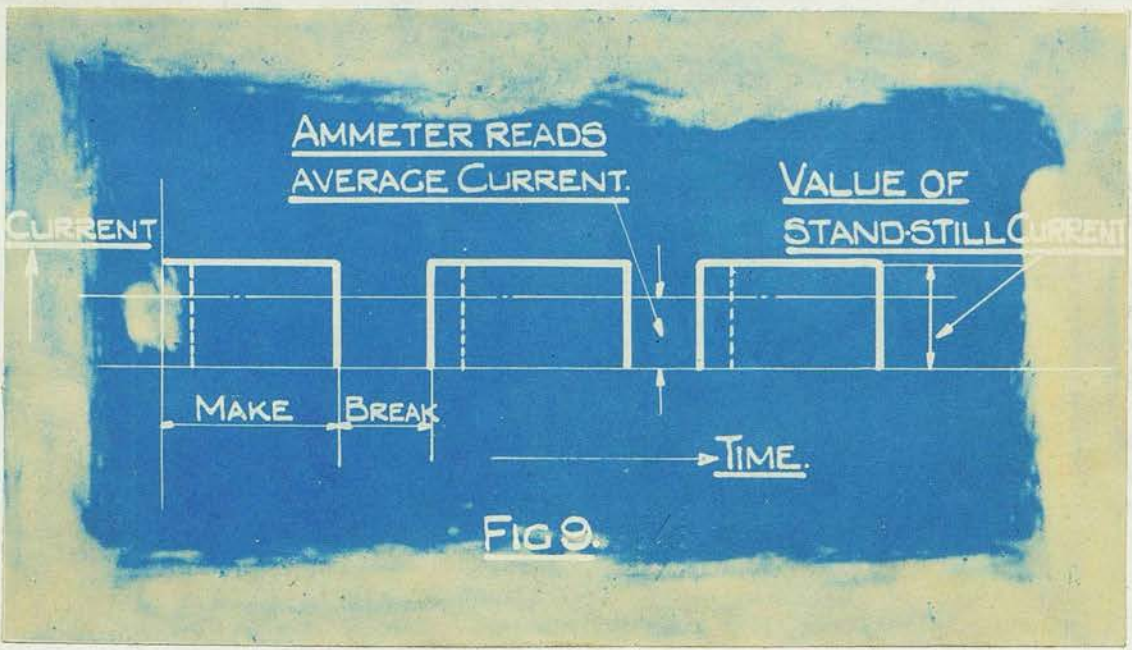 AMMETER READS
AVERAGE CURRENT.
VALUE OF
STAND-STILL CURRENT
CURRENT
MAKE
BREAK
TIME.
FIG 9.